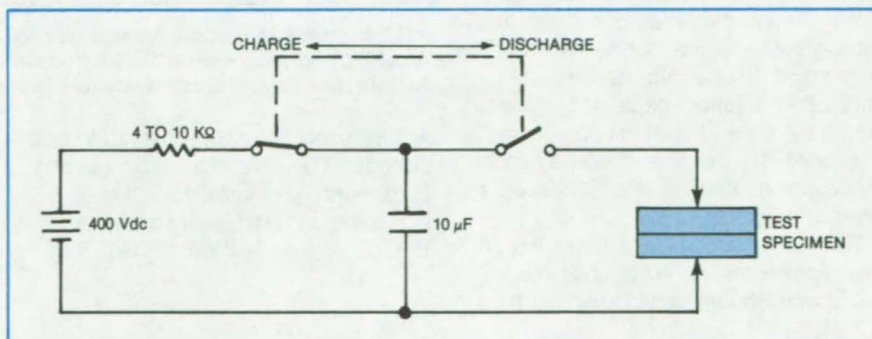 CHARGE DISCHARGE
4 TO 10 KΩ
400 Vdc
10 µF
TEST
SPECIMEN